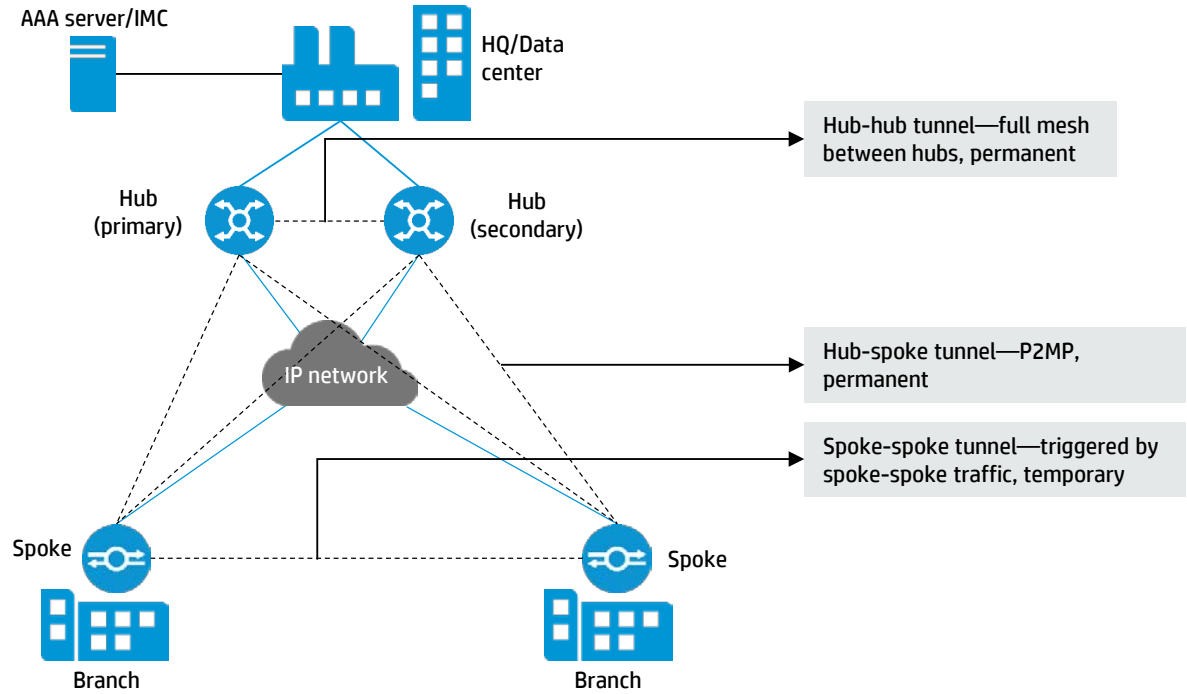 AAA server/IMC
HQ/Data
center
Hub-hub tunnel—full mesh
between hubs, permanent
Hub
(primary)
Hub
(secondary)
Hub-spoke tunnel—P2MP,
permanent
IP network
Spoke-spoke tunnel—triggered by
spoke-spoke traffic, temporary
Spoke
Spoke
Branch
Branch